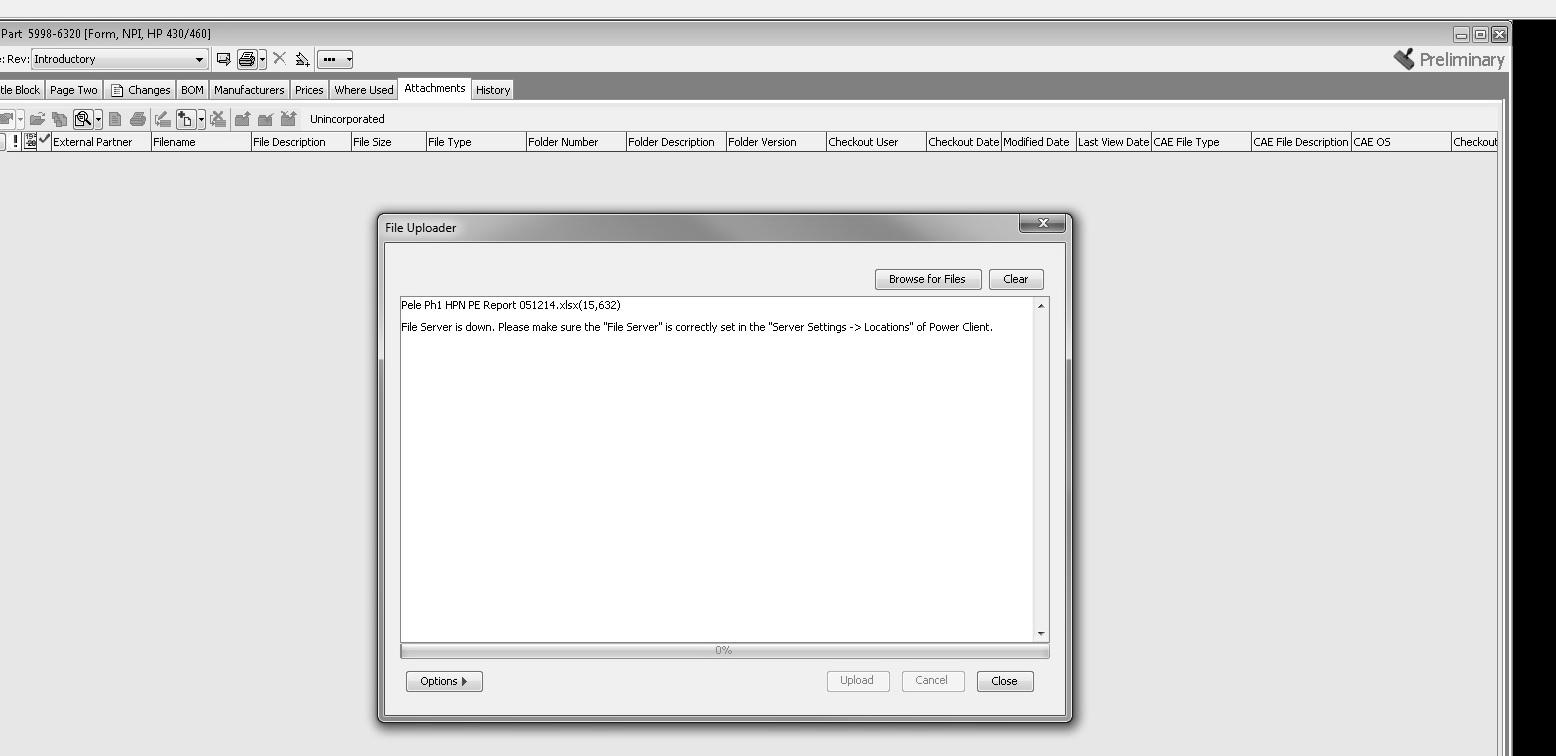 Part 5998-6320 [Form, NPI, HP 430/460]
: Rev: Introductory
Preliminary
tle Block Page Two Changes BOM Manufacturers Prices Where Used Attachments History
Unincorporated
! External Partner Filename File Description File Size File Type Folder Number Folder Description Folder Version Checkout User Checkout Date Modified Date Last View Date CAE File Type CAE File Description CAE OS Checkout
File Uploader
Browse for Files Clear
Pele Ph1 HPN PE Report 051214.xlsx(15,632)
File Server is down. Please make sure the "File Server" is correctly set in the "Server Settings -> Locations" of Power Client.
0%
Options Upload Cancel Close